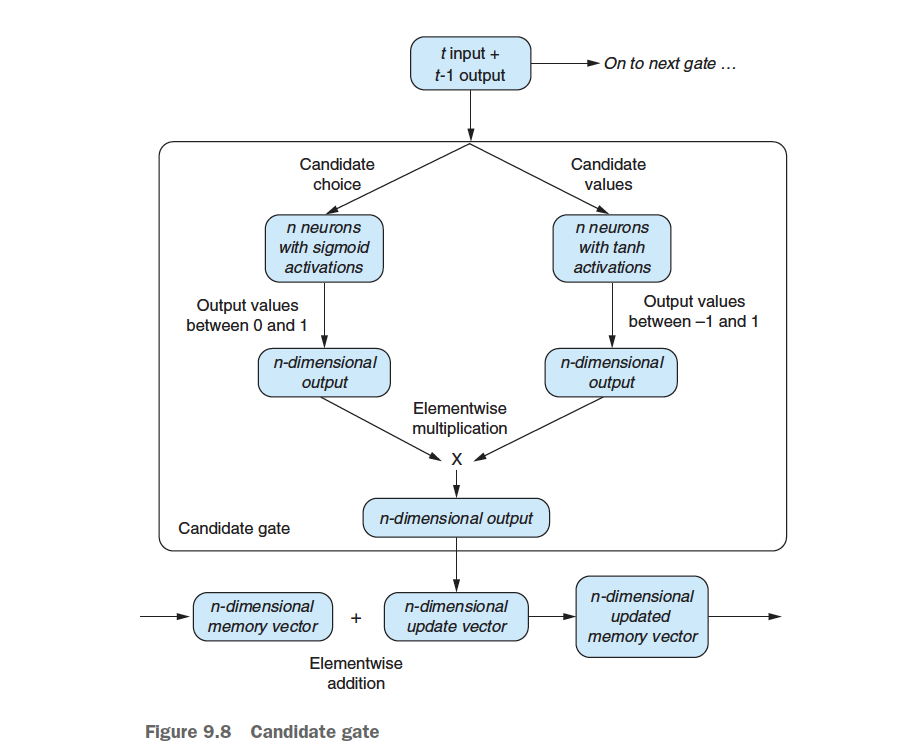 t input +
t-1 output
On to next gate ...
Candidate
choice
Candidate
values
n neurons
with sigmoid
activations
n neurons
with tanh
activations
Output values
between 0 and 1
Output values
between –1 and 1
n-dimensional
output
n-dimensional
output
Elementwise
multiplication
X
n-dimensional output
Candidate gate
n-dimensional
memory vector
+
n-dimensional
update vector
n-dimensional
updated
memory vector
Elementwise
addition
Figure 9.8 Candidate gate